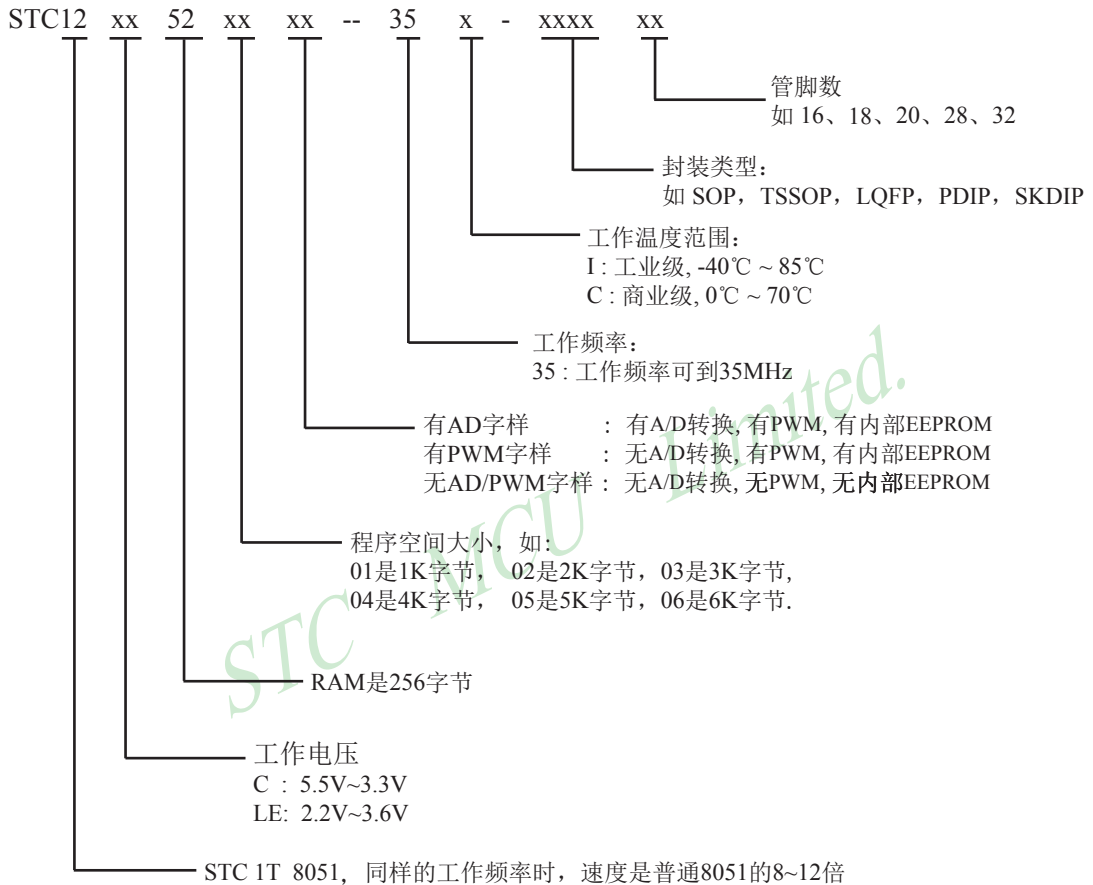 STC12 xx 52 xx xx -- 35 x - xxxx xx
管脚数
如 16、18、20、28、32
封装类型：
如 SOP，TSSOP，LQFP，PDIP，SKDIP
工作温度范围：
I : 工业级, -40℃ ~ 85℃
C : 商业级, 0℃ ~ 70℃
工作频率：
35 : 工作频率可到35MHz
有AD字样 : 有A/D转换, 有PWM, 有内部EEPROM
有PWM字样 : 无A/D转换, 有PWM, 有内部EEPROM
无AD/PWM字样 : 无A/D转换, 无PWM, 无内部EEPROM
程序空间大小，如:
01是1K字节， 02是2K字节，03是3K字节,
04是4K字节， 05是5K字节，06是6K字节.
RAM是256字节
工作电压
C : 5.5V~3.3V
LE: 2.2V~3.6V
STC 1T 8051，同样的工作频率时，速度是普通8051的8~12倍
STC MCU Limited.